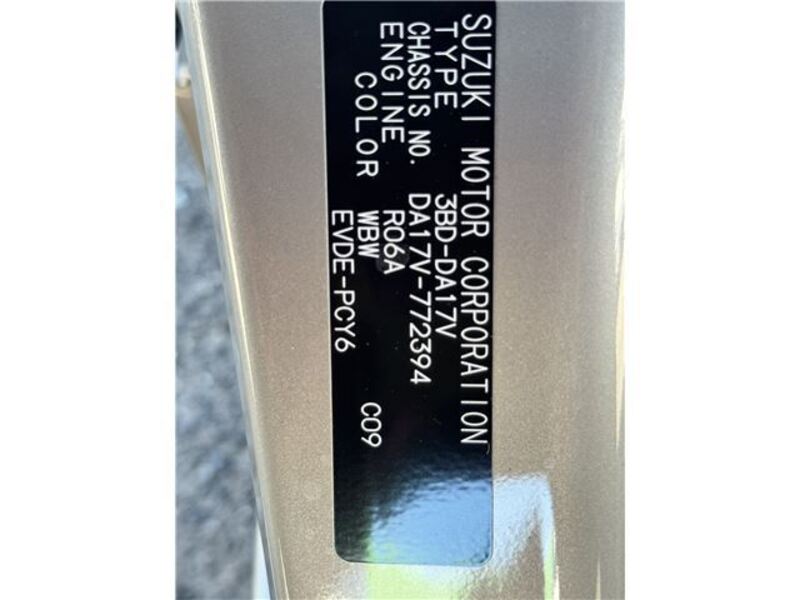 SUZUKI MOTOR CORPORATION
TYPE 3BD-DA17V
CHASSIS NO. DA17V-772394
ENGINE R06A
COLOR WBW C09
EVDE-PCY6